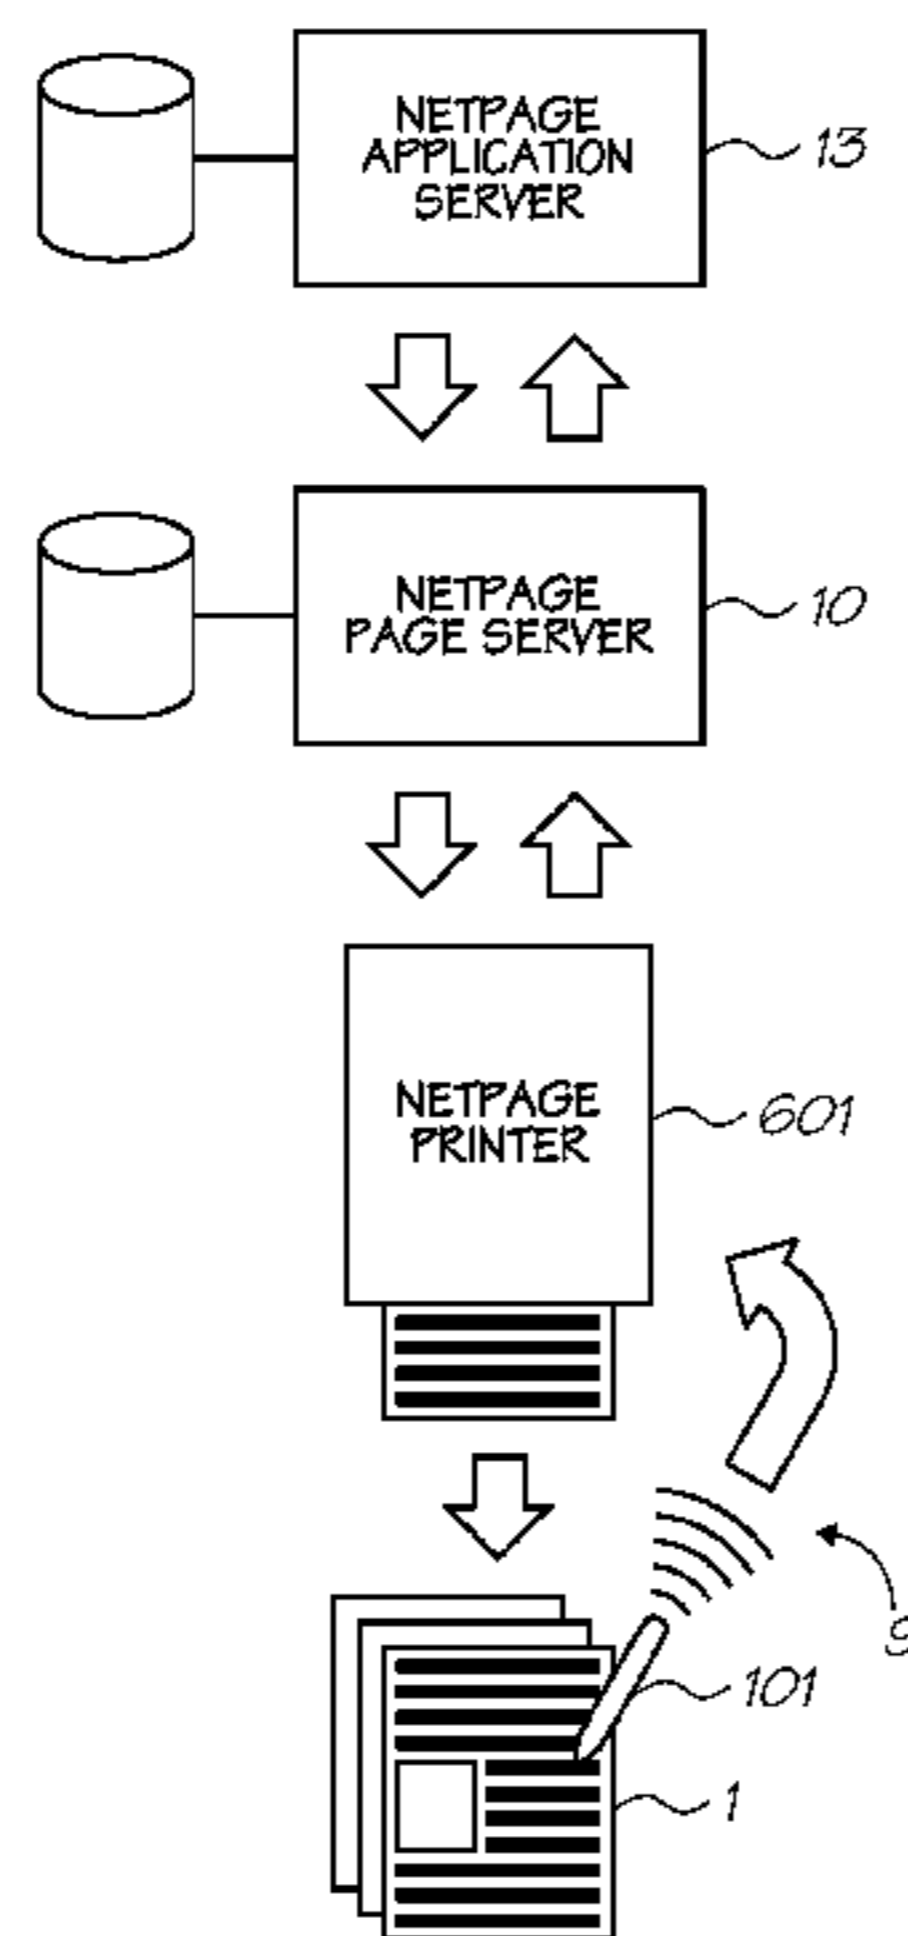 NETPAGE
APPLICATION
SERVER
13
NETPAGE
PAGE SERVER
10
NETPAGE
PRINTER
601
101
1